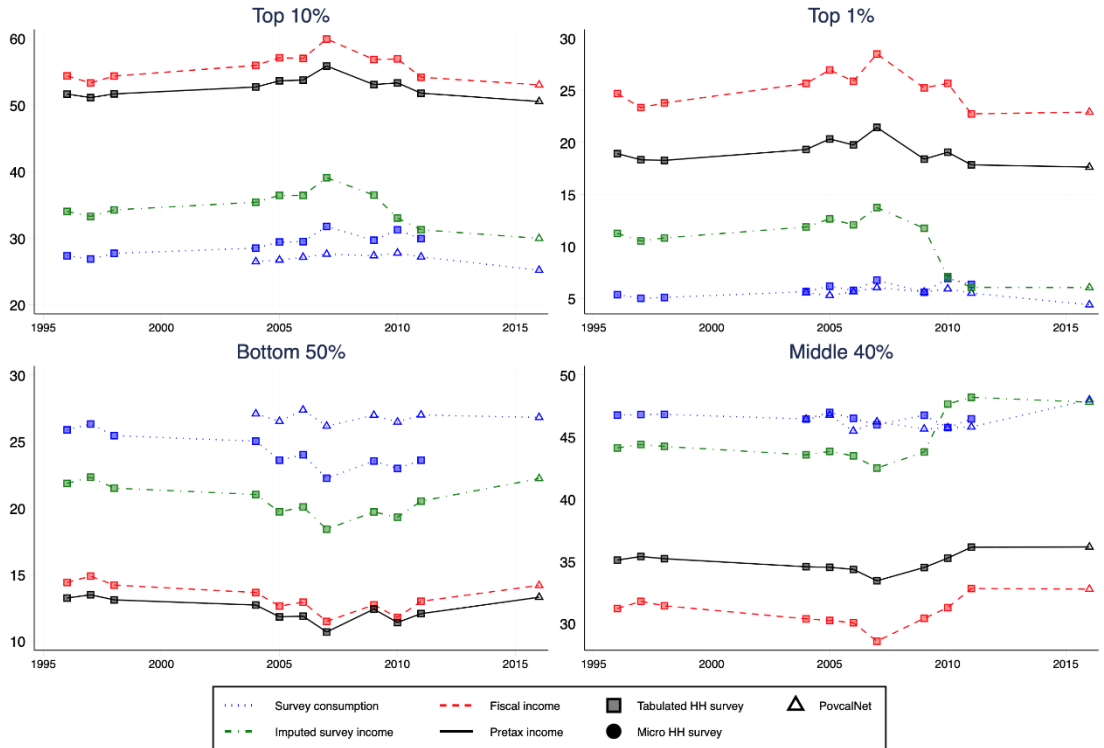 Top 10%
Top 1%
60
50
40
30
20
1995 2000 2005 2010 2015
30
25
20
15
10
5
1995 2000 2005 2010 2015
Bottom 50%
Middle 40%
30
25
20
15
10
1995 2000 2005 2010 2015
50
45
40
35
30
1995 2000 2005 2010 2015
Survey consumption Fiscal income Tabulated HH survey PovcalNet
Imputed survey income Pretax income Micro HH survey